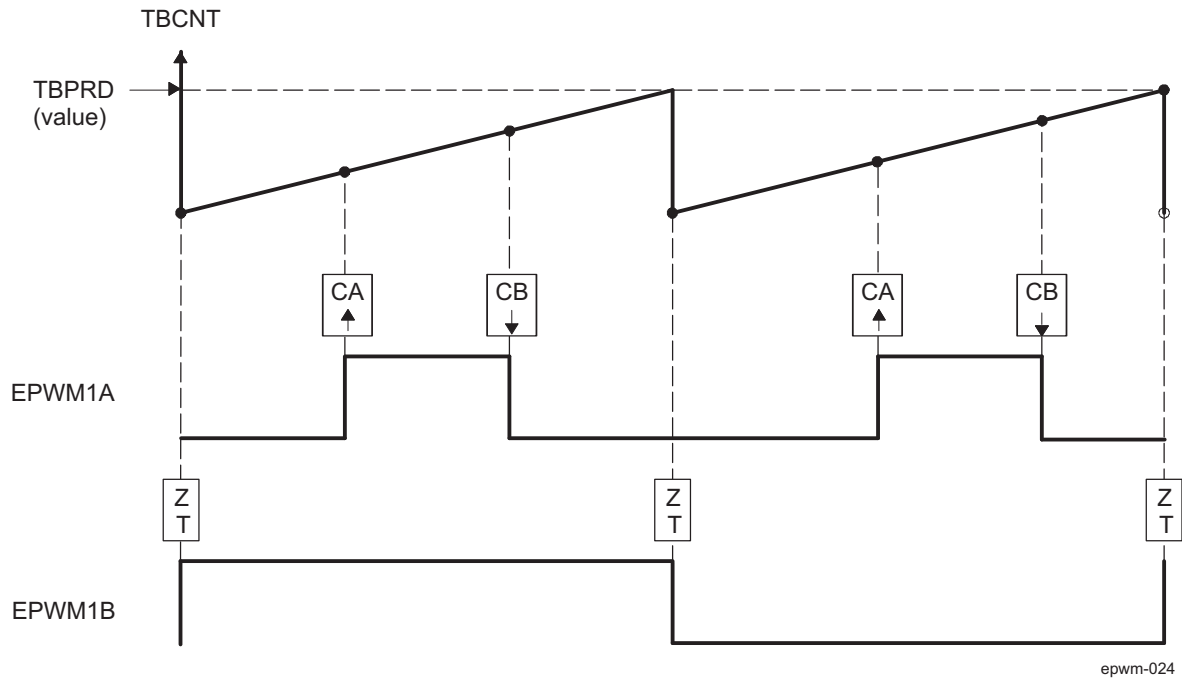 TBCNT
TBPRD
(value)
CA
CB
CA
CB
EPWM1A
Z
T
Z
T
Z
T
EPWM1B
epwm-024